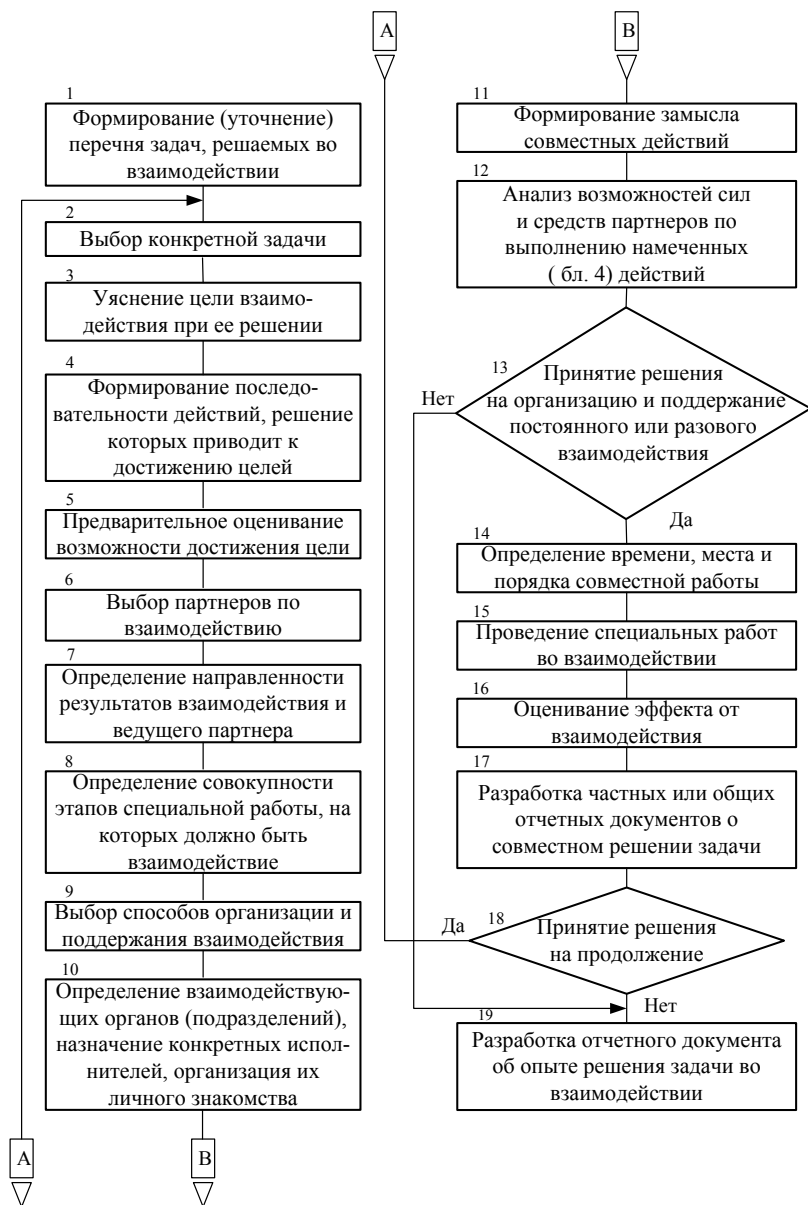 1
Формирование (уточнение)
перечня задач, решаемых во
взаимодействии
2
Выбор конкретной задачи
3
Уяснение цели взаимо-
действия при ее решении
4
Формирование последо-
вательности действий, решение
которых приводит к
достижению целей
5
Предварительное оценивание
возможности достижения цели
6
Выбор партнеров по
взаимодействию
7
Определение направленности
результатов взаимодействия и
ведущего партнера
8
Определение совокупности
этапов специальной работы, на
которых должно быть
взаимодействие
9
Выбор способов организации и
поддержания взаимодействия
10
Определение взаимодействую-
щих органов (подразделений),
назначение конкретных испол-
нителей, организация их
личного знакомства
А
В
А
В
11
Формирование замысла
совместных действий
12
Анализ возможностей сил
и средств партнеров по
выполнению намеченных
( бл. 4) действий
13
Принятие решения
на организацию и поддержание
постоянного или разового
взаимодействия
Нет
Да
14
Определение времени, места и
порядка совместной работы
15
Проведение специальных работ
во взаимодействии
16
Оценивание эффекта от
взаимодействия
17
Разработка частных или общих
отчетных документов о
совместном решении задачи
18
Принятие решения
на продолжение
Да
Нет
19
Разработка отчетного документа
об опыте решения задачи во
взаимодействии